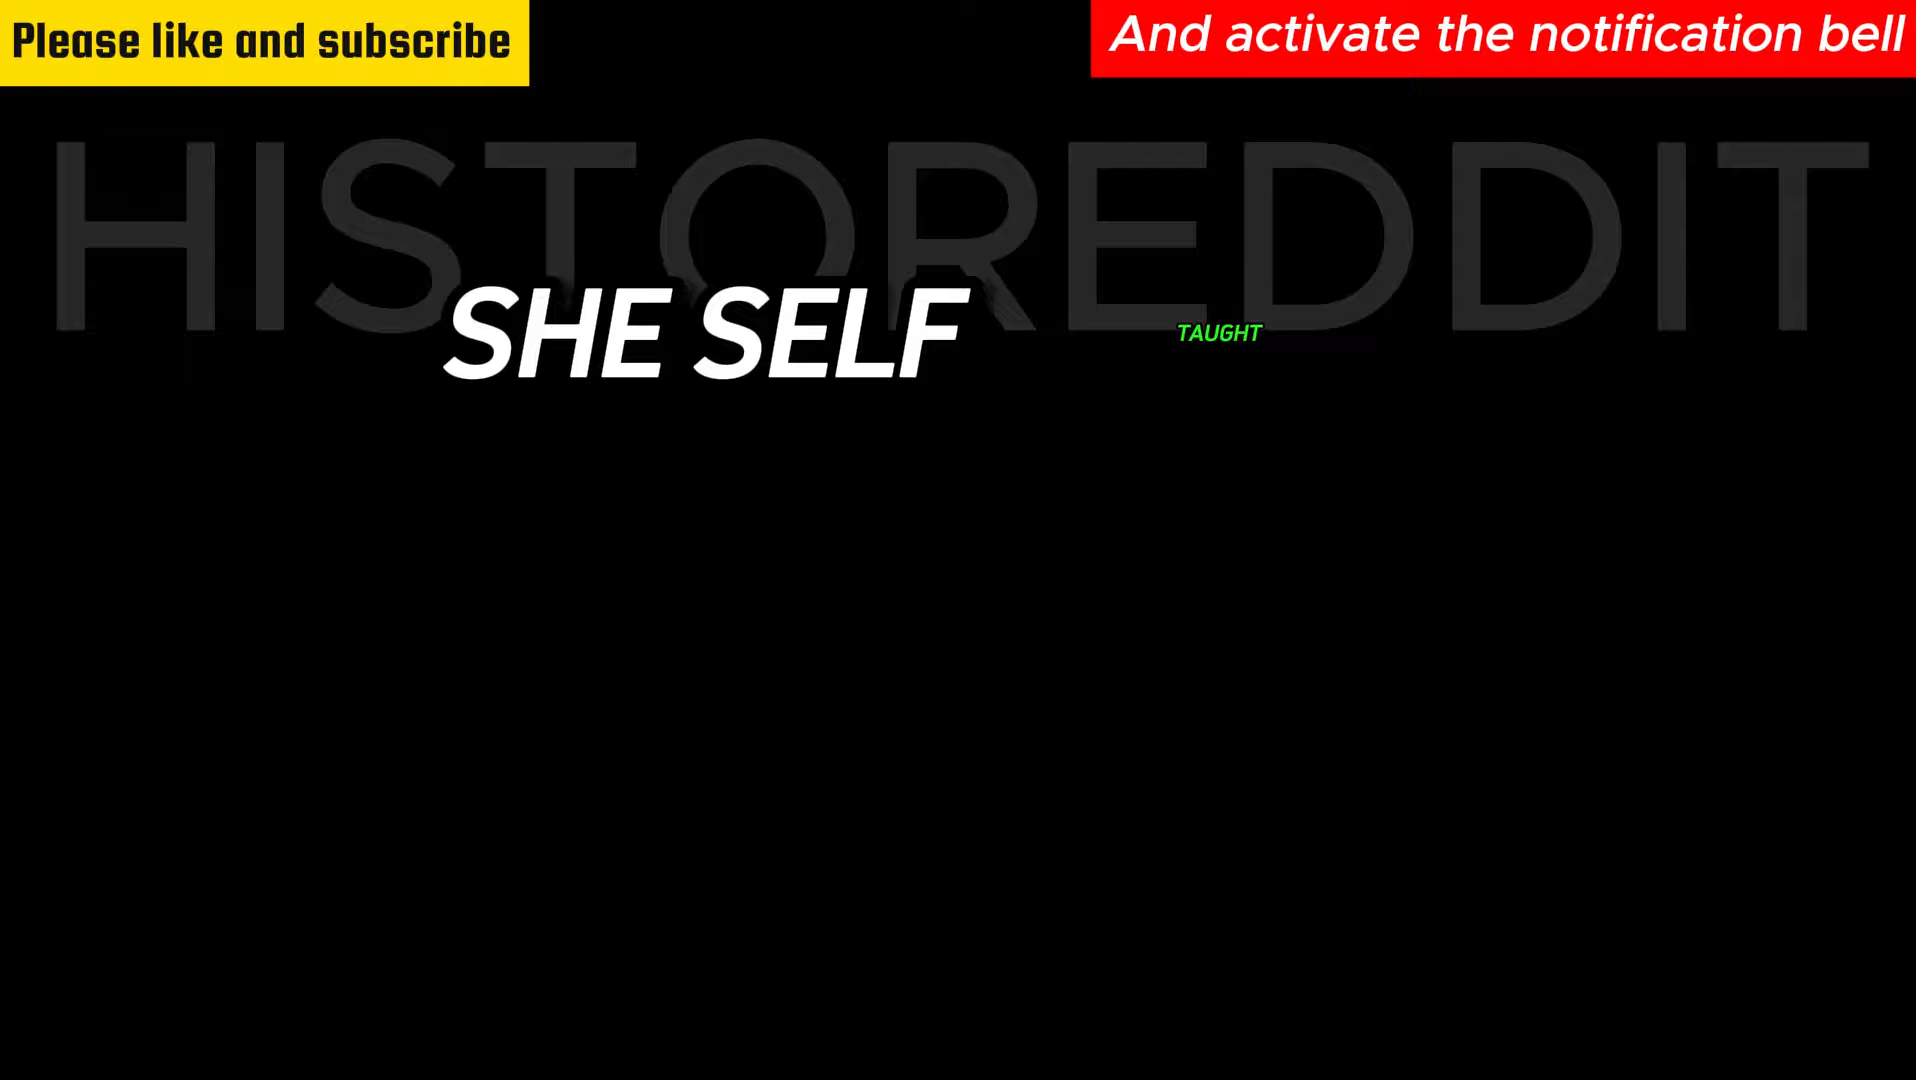 Please like and subscribe
And activate the notification bell
HISTOREDDIT
SHE SELF TAUGHT